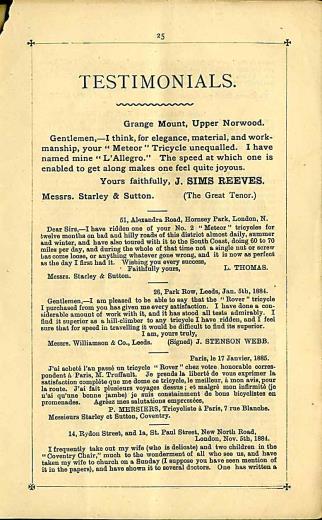 25
TESTIMONIALS.
Grange Mount, Upper Norwood.
Gentlemen,—I think, for elegance, material, and work-
manship, your "Meteor" Tricycle unequalled. I have
named mine "L'Allegro." The speed at which one is
enabled to get along makes one feel quite joyous.
Yours faithfully, J. SIMS REEVES.
Messrs. Starley & Sutton. (The Great Tenor.)
51, Alexandra Road, Hornsey Park, London, N.
Dear Sirs,—I have ridden one of your No. 2 "Meteor" tricycles for
twelve months on bad and hilly roads of this district almost daily, summer
and winter, and have also toured with it to the South Coast, doing 60 to 70
miles per day, and during the whole of that time not a single nut or screw
has come loose, or anything whatever gone wrong, and it is now as perfect
as the day I first had it. Wishing you every success,
Faithfully yours, L. THOMAS.
Messrs. Starley & Sutton.
26, Park Row, Leeds, Jan. 5th, 1884.
Gentlemen,—I am pleased to be able to say that the "Rover" tricycle
I purchased from you has given me every satisfaction. I have done a con-
siderable amount of work with it, and it has stood all tests admirably. I
find it superior as a hill-climber to any tricycle I have ridden, and I feel
sure that for speed in travelling it would be difficult to find its superior.
I am, yours truly,
Messrs. Williamson & Co., Leeds. (Signed) J. STENSON WEBB.
Paris, le 17 Janvier, 1885.
J'ai acheté l'an passé un tricycle "Rover" chez votre honorable corres-
pondent à Paris, M. Truffault. Je prends la liberté de vous exprimer la
satisfaction complète que me donne ce tricycle, le meilleur, à mon avis, pour
la route. J'ai fait plusieurs voyages dessus; et malgré mon infirmité (je
n'ai qu'une bonne jambe) je suis constamment de bons bicyclistes en
promenades. Agréez mes salutations empressées,
P. MERSIERS, Tricycliste à Paris, 7 rue Blanche.
Messieurs Starley et Sutton, Coventry.
14, Rydon Street, and 1a, St. Paul Street, New North Road,
London, Nov. 5th, 1884.
I frequently take out my wife (who is delicate) and two children in the
"Coventry Chair," much to the wonderment of all who see us, and have
taken my wife to church on a Sunday (I suppose you have seen mention of
it in the papers), and have shown it to several doctors. One has written a